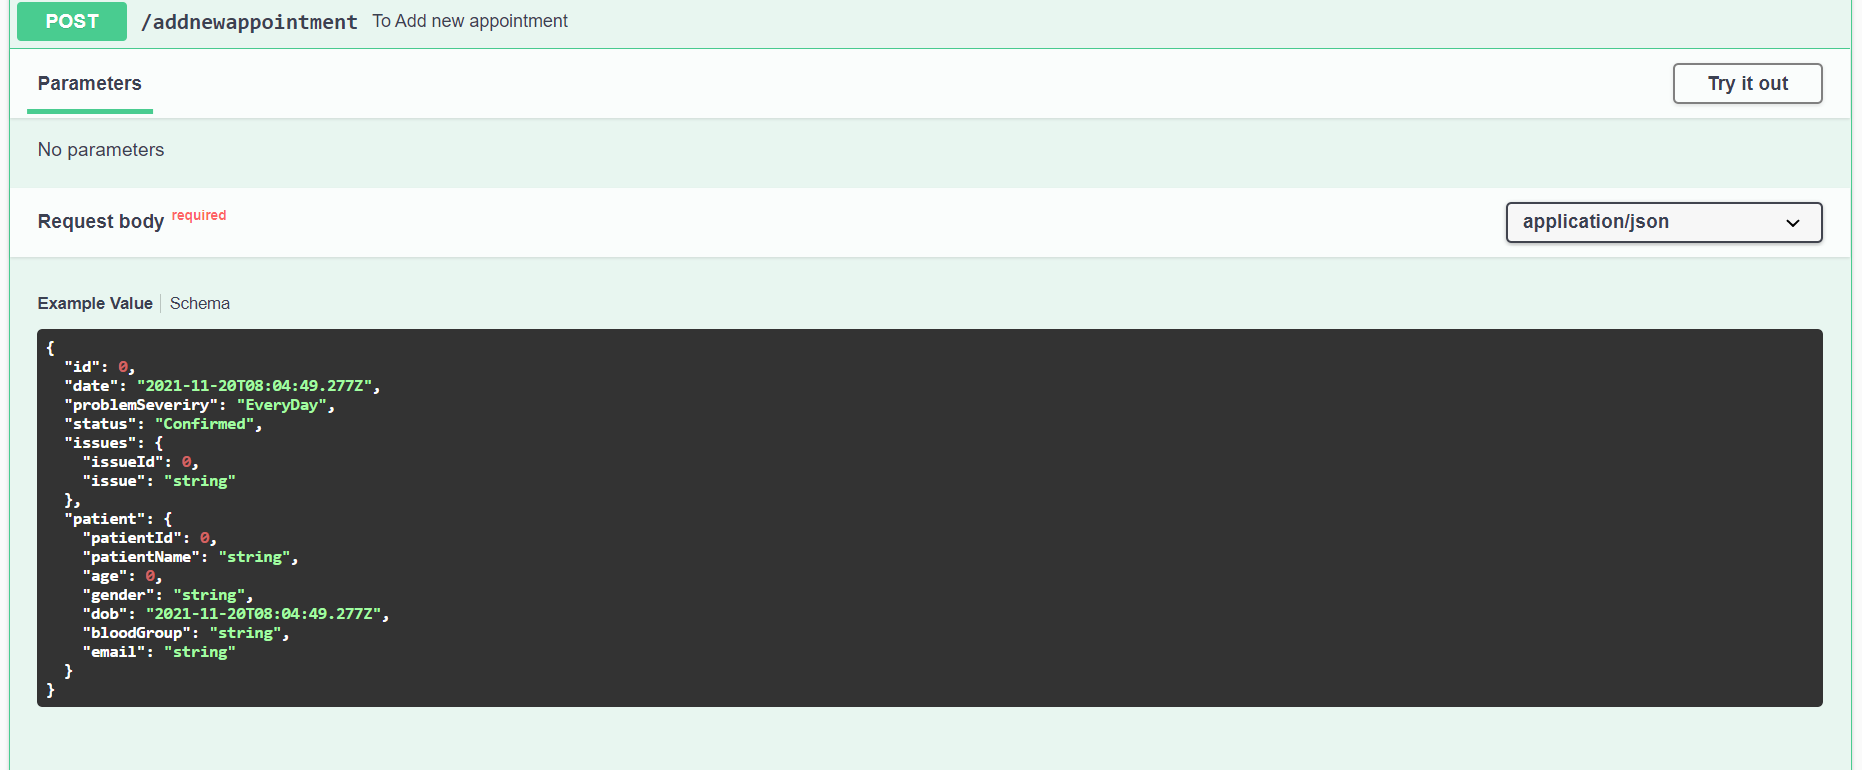 POST /addnewappointment To Add new appointment
Parameters
Try it out
No parameters
Request body required
application/json
Example Value Schema
{
  "id": 0,
  "date": "2021-11-20T08:04:49.277Z",
  "problemSeveriry": "EveryDay",
  "status": "Confirmed",
  "issues": {
    "issueId": 0,
    "issue": "string"
  },
  "patient": {
    "patientId": 0,
    "patientName": "string",
    "age": 0,
    "gender": "string",
    "dob": "2021-11-20T08:04:49.277Z",
    "bloodGroup": "string",
    "email": "string"
  }
}